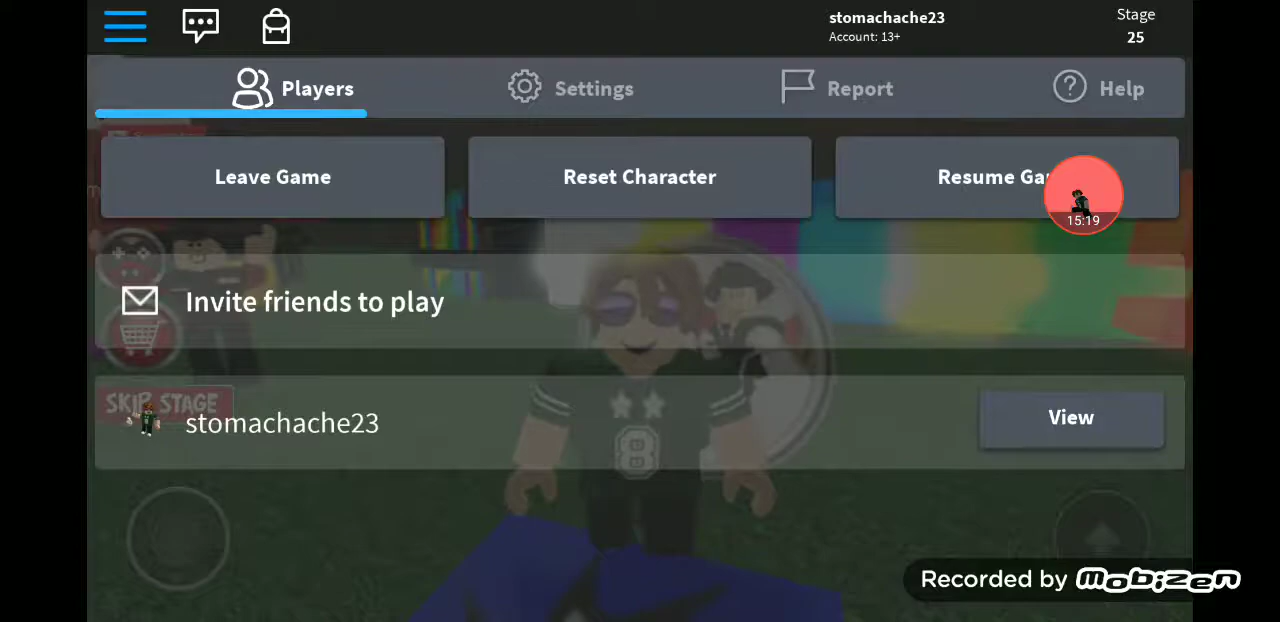 stomachache23
Account: 13+
Stage
25
Players
Settings
Report
Help
Leave Game
Reset Character
Resume Ga
Invite friends to play
15:19
SKIP STAGE
stomachache23
View
8
Recorded by mobizen